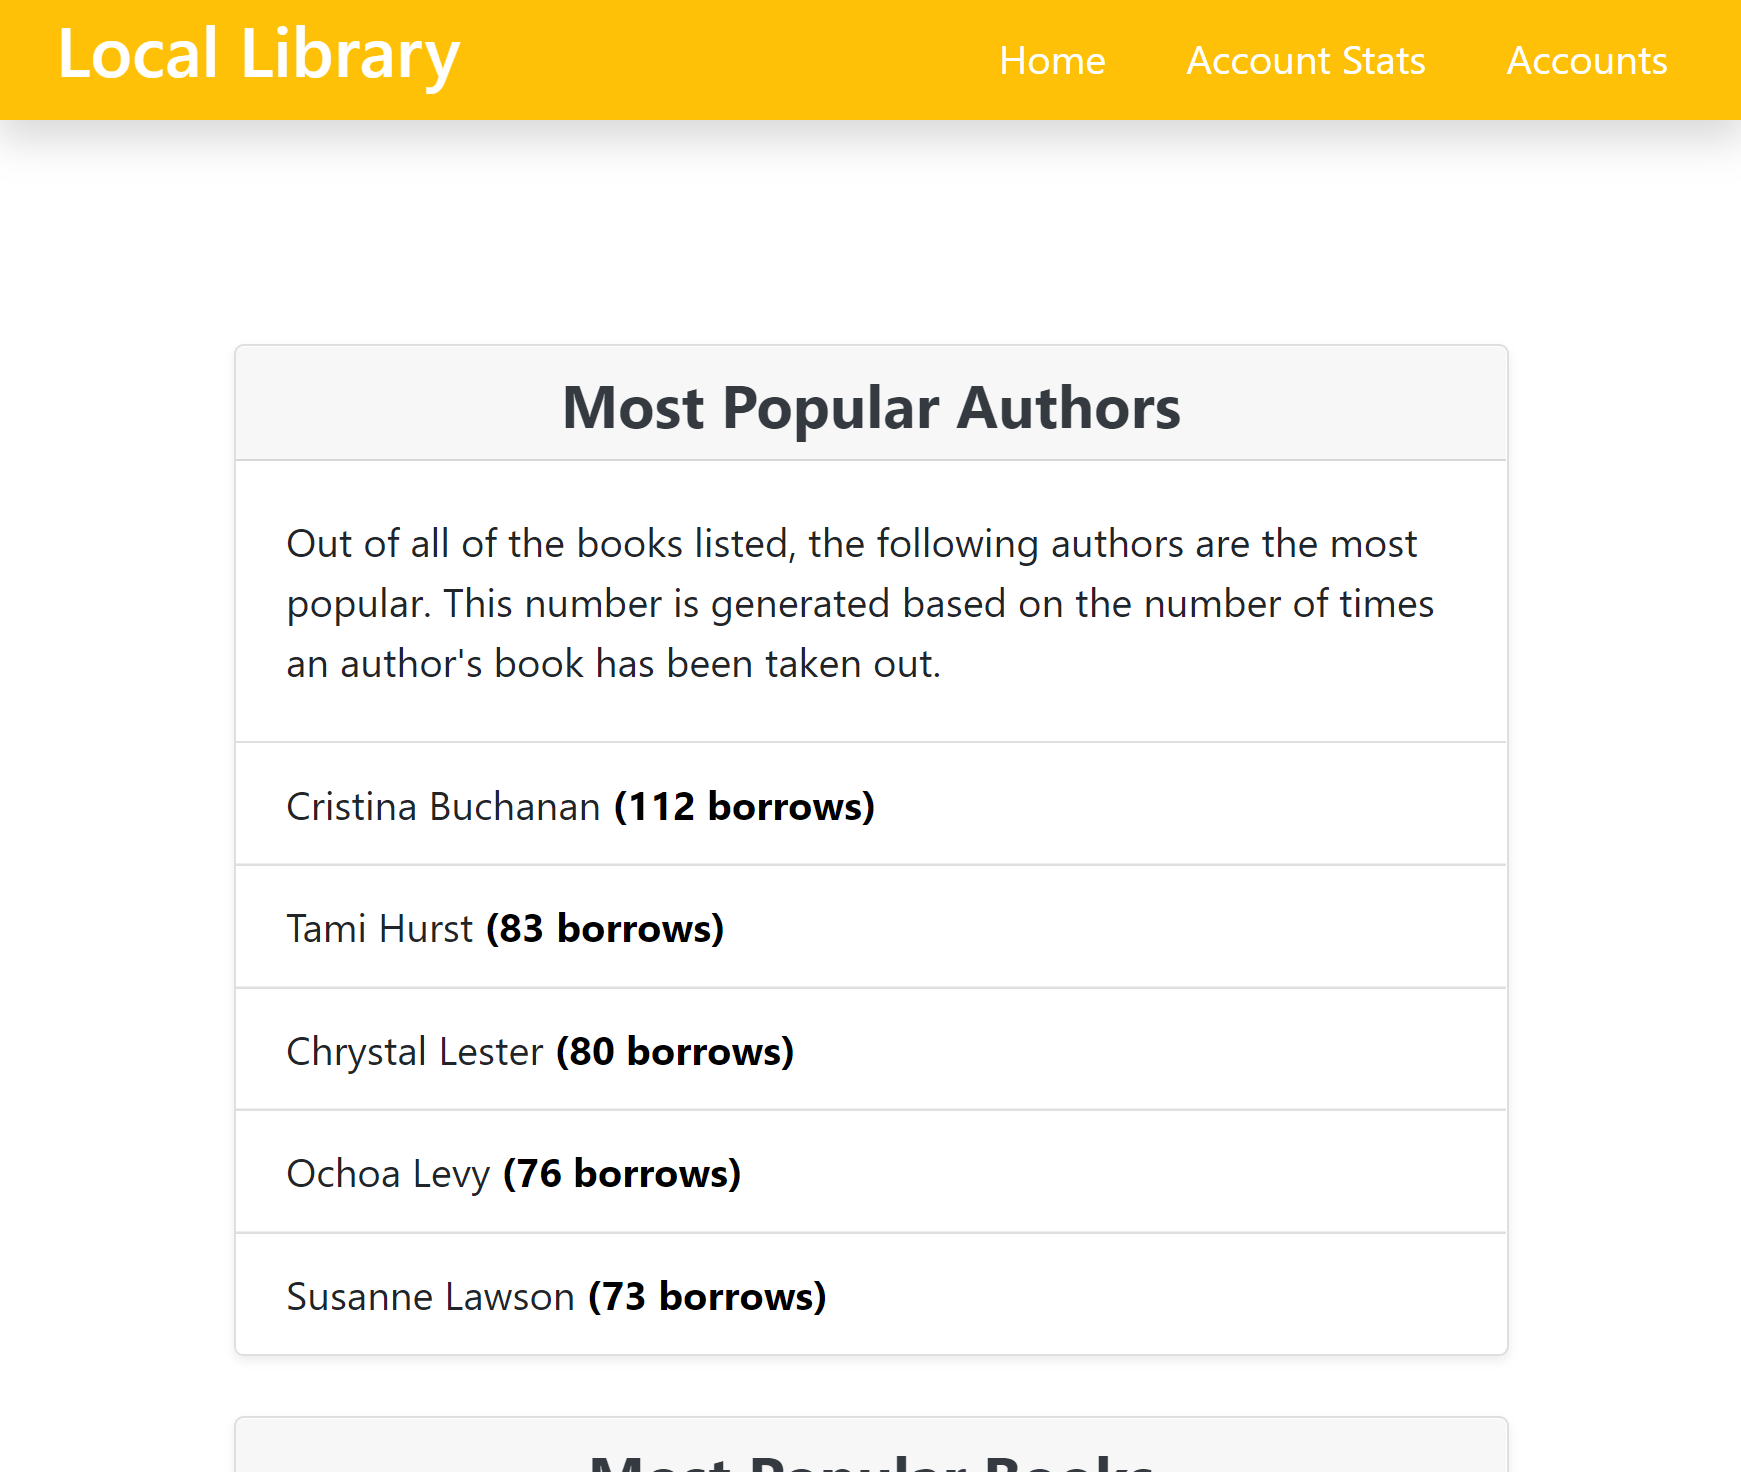 Local Library
Home Account Stats Accounts
Most Popular Authors
Out of all of the books listed, the following authors are the most
popular. This number is generated based on the number of times
an author's book has been taken out.
Cristina Buchanan (112 borrows)
Tami Hurst (83 borrows)
Chrystal Lester (80 borrows)
Ochoa Levy (76 borrows)
Susanne Lawson (73 borrows)
Most Popular Books